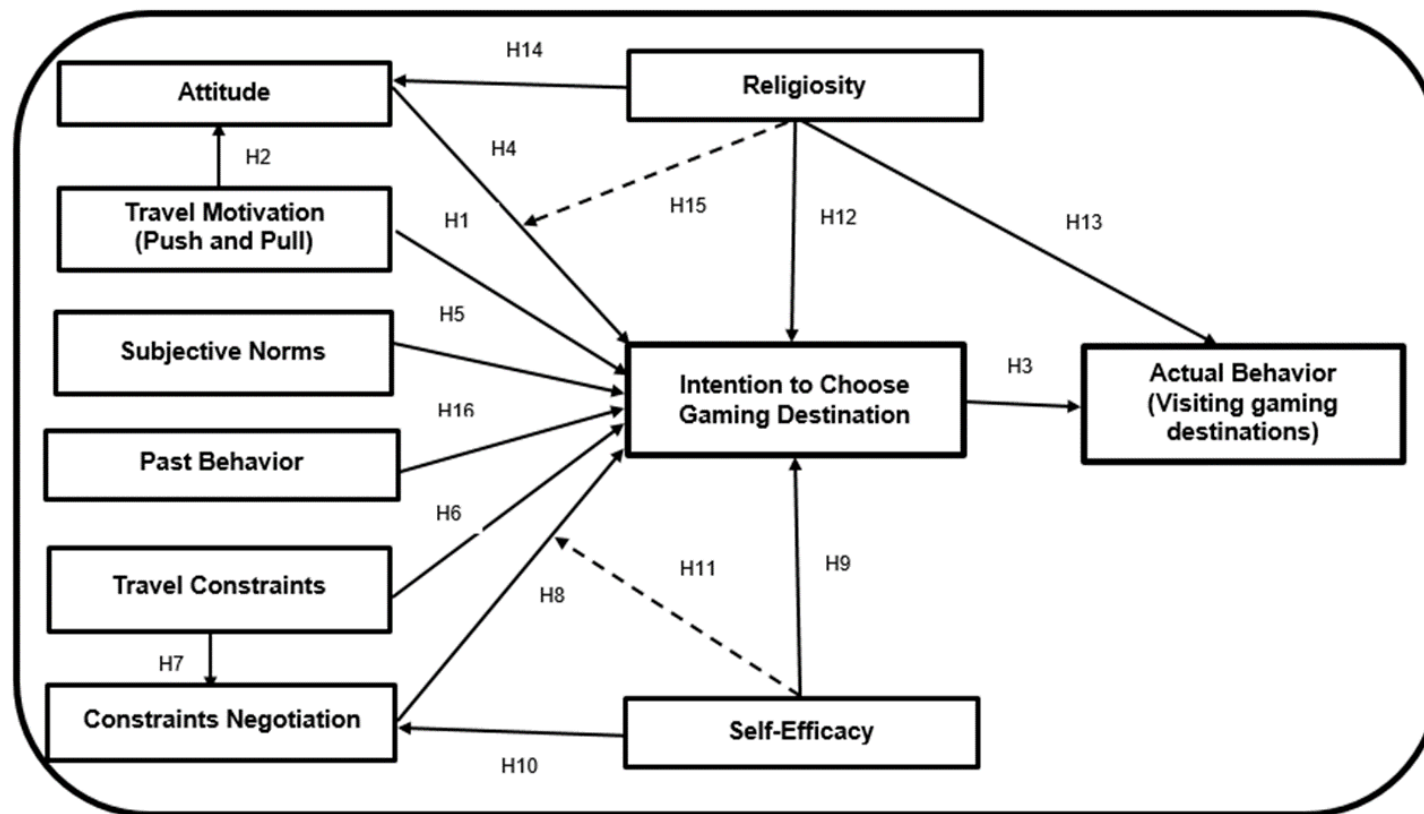 H14
Religiosity
Attitude
H2
H4
Travel Motivation
(Push and Pull)
H1
H15
H12
H13
H5
Subjective Norms
H16
Intention to Choose
Gaming Destination
H3
Actual Behavior
(Visiting gaming
destinations)
Past Behavior
H6
Travel Constraints
H8
H11
H9
H7
Constraints Negotiation
Self-Efficacy
H10